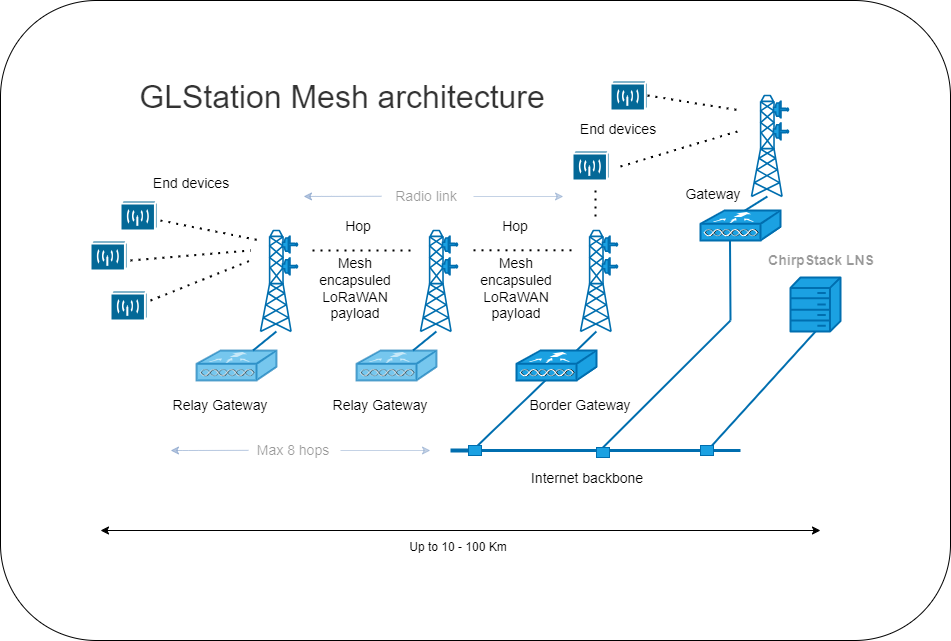 GLStation Mesh architecture
End devices
End devices
Radio link
Gateway
Hop
Hop
ChirpStack LNS
Mesh
encapsuled
LoRaWAN
payload
Mesh
encapsuled
LoRaWAN
payload
Relay Gateway
Relay Gateway
Border Gateway
Max 8 hops
Internet backbone
Up to 10 - 100 Km